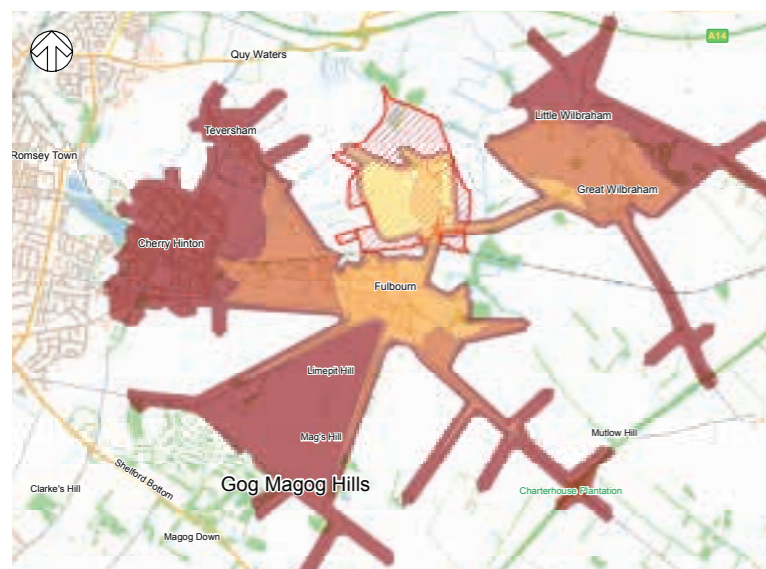 A14
Quy Waters
Little Wilbraham
Teversham
Romsey Town
Great Wilbraham
Cherry Hinton
Fulbourn
Limepit Hill
Mag's Hill
Mutlow Hill
Shelford Bottom
Gog Magog Hills
Clarke's Hill
Charterhouse Plantation
Magog Down